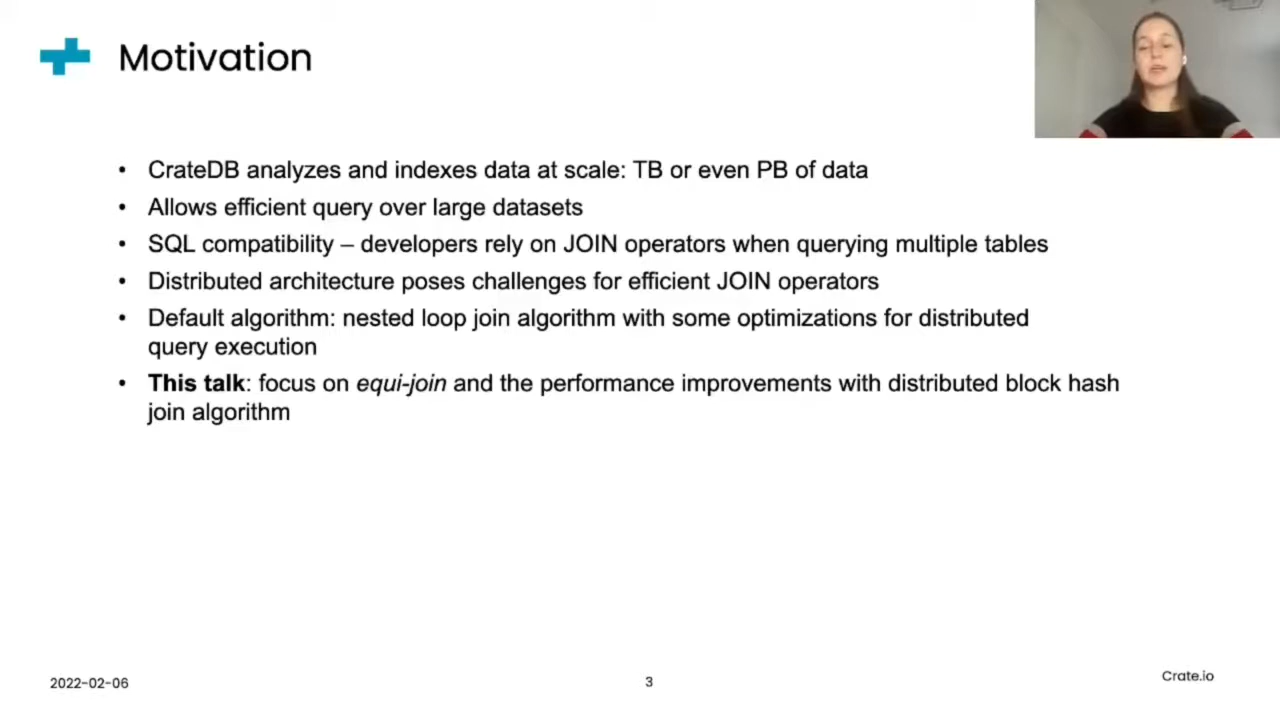 Motivation
• CrateDB analyzes and indexes data at scale: TB or even PB of data
• Allows efficient query over large datasets
• SQL compatibility – developers rely on JOIN operators when querying multiple tables
• Distributed architecture poses challenges for efficient JOIN operators
• Default algorithm: nested loop join algorithm with some optimizations for distributed
query execution
• This talk: focus on equi-join and the performance improvements with distributed block hash
join algorithm
2022-02-06
3
Crate.io